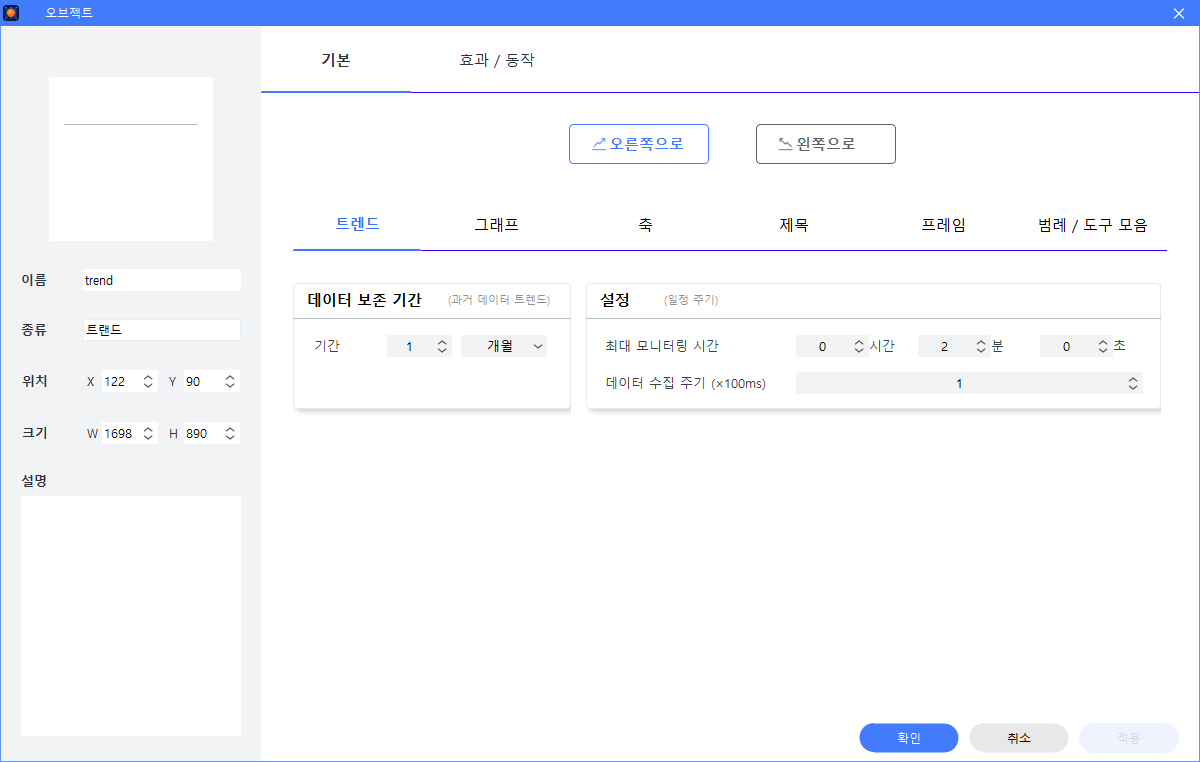 오브젝트
기본 효과 / 동작
오른쪽으로 왼쪽으로
트렌드 그래프 축 제목 프레임 범례 / 도구 모음
데이터 보존 기간 (과거 데이터 트렌드)
기간 1 개월
설정 (일정 주기)
최대 모니터링 시간 0 시간 2 분 0 초
데이터 수집 주기 (×100ms) 1
이름 trend
종류 트랜드
위치 X 122 Y 90
크기 W 1698 H 890
설명
확인 취소 적용